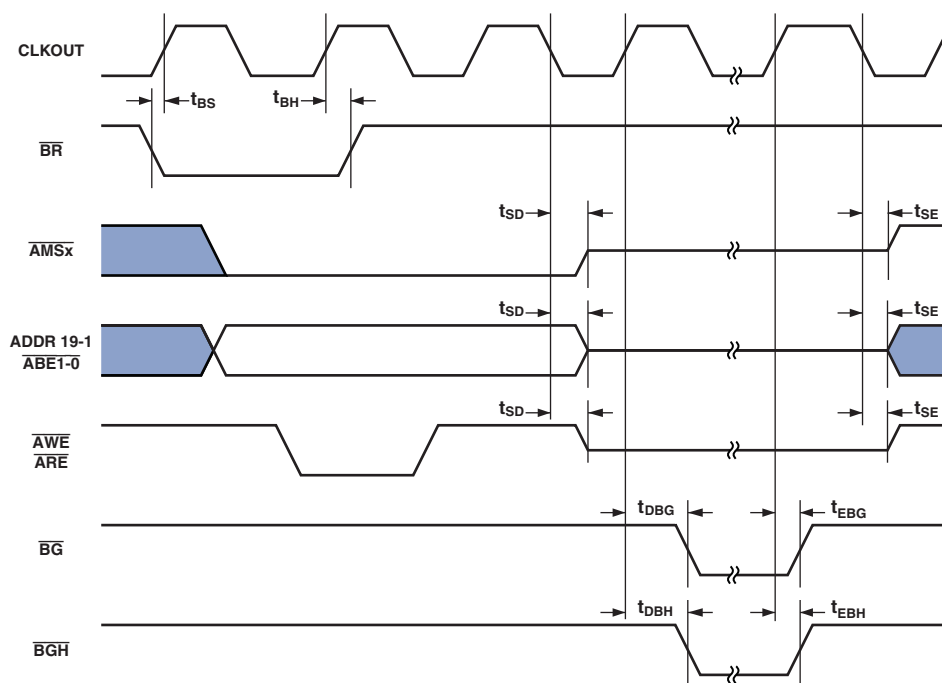 CLKOUT
tBS
tBH
BR
tSD
tSE
AMSx
tSD
tSE
ADDR 19-1
ABE1-0
tSD
tSE
AWE
ARE
tDBG
tEBG
BG
tDBH
tEBH
BGH